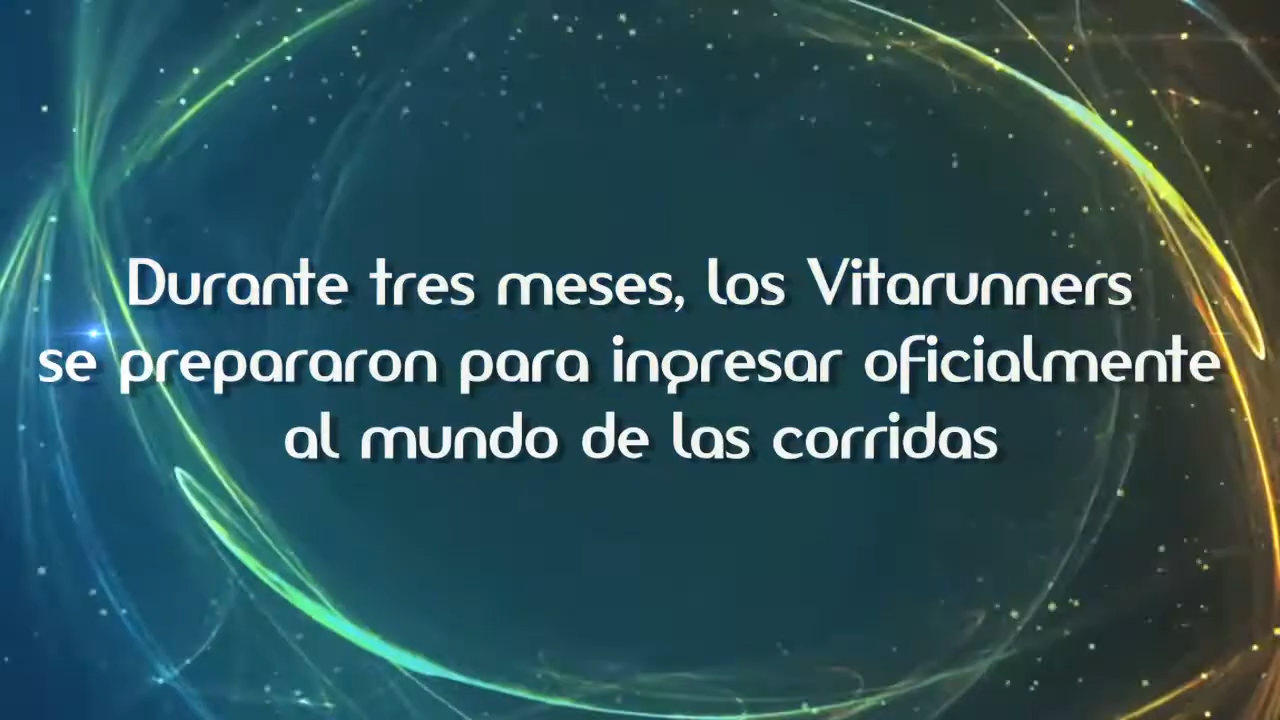 Durante tres meses, los Vitarunners
se prepararon para ingresar oficialmente
al mundo de las corridas